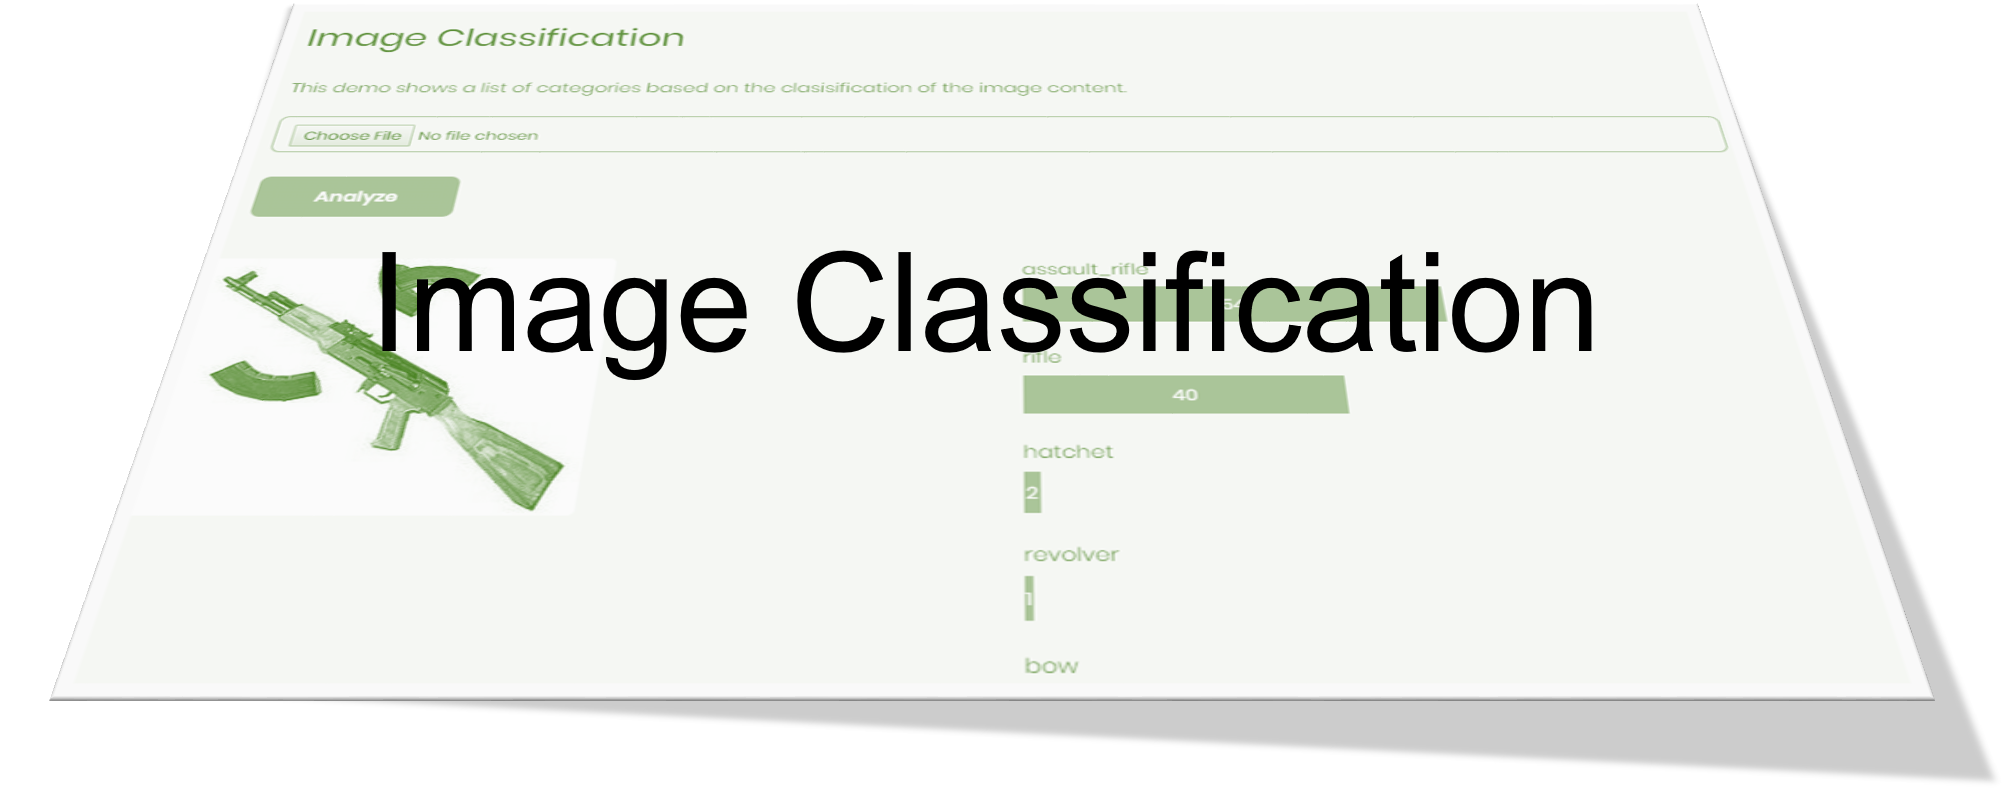 Image Classification
This demo shows a list of categories based on the clasisification of the image content.
Choose File No file chosen
Analyze
Image Classification
assault_rifle
54
rifle
40
hatchet
2
revolver
1
bow